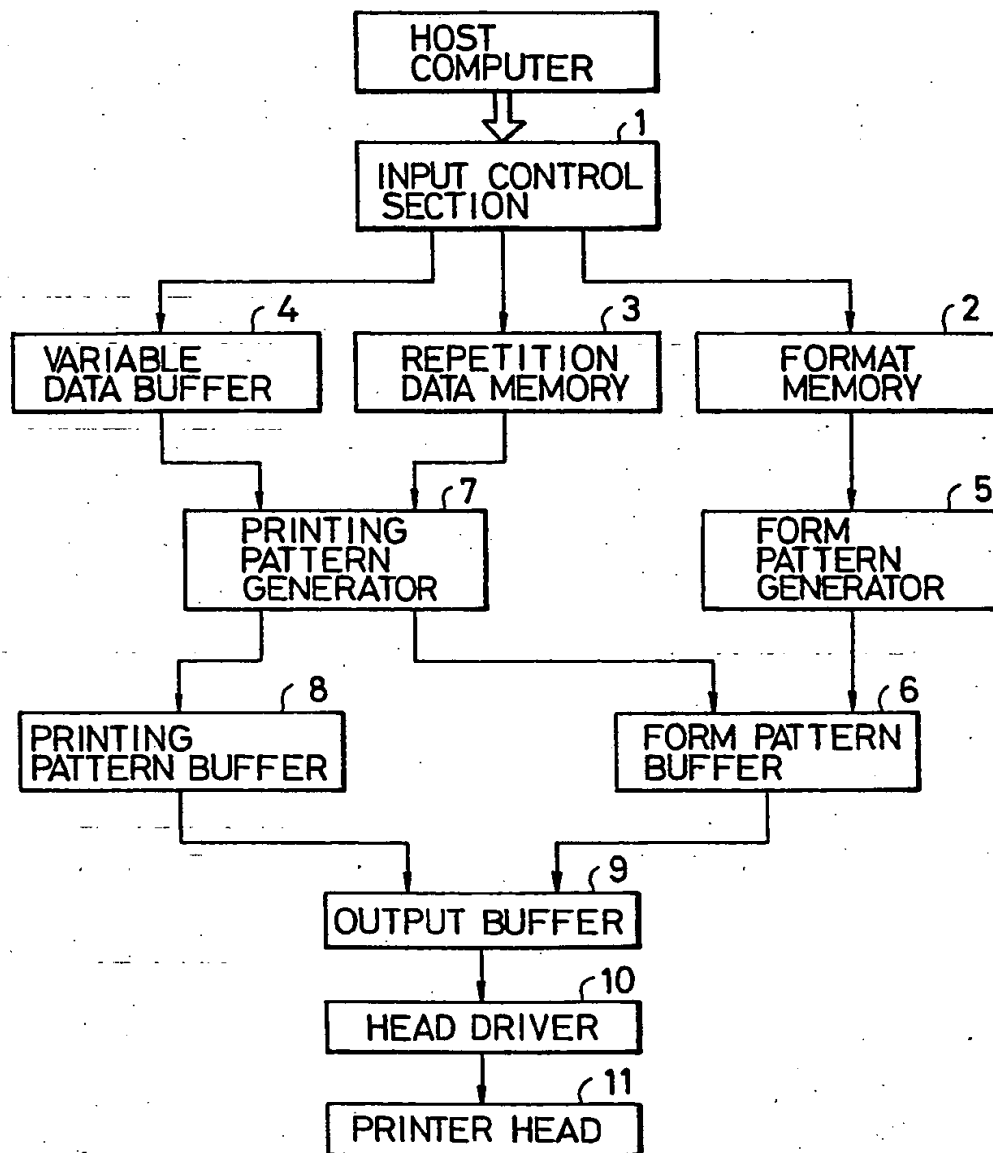 HOST
COMPUTER
1
INPUT CONTROL
SECTION
4
3
2
VARIABLE
DATA BUFFER
REPETITION
DATA MEMORY
FORMAT
MEMORY
7
5
PRINTING
PATTERN
GENERATOR
FORM
PATTERN
GENERATOR
8
6
PRINTING
PATTERN BUFFER
FORM PATTERN
BUFFER
9
OUTPUT BUFFER
10
HEAD DRIVER
11
PRINTER HEAD